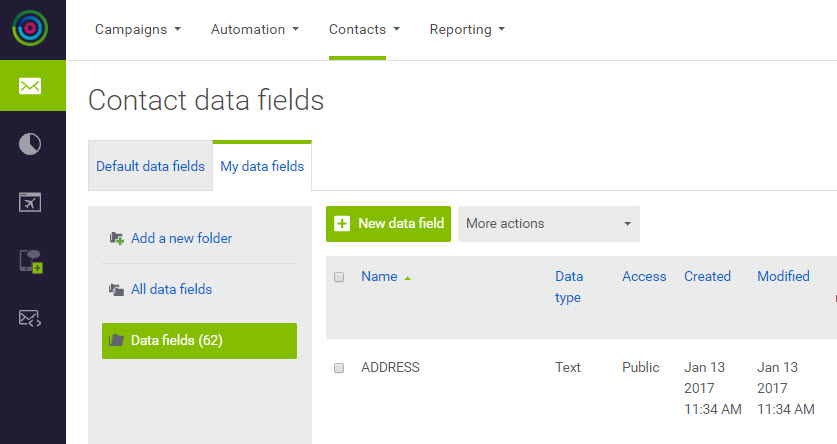 Campaigns Automation Contacts Reporting
Contact data fields
Default data fields My data fields
Add a new folder
All data fields
Data fields (62)
New data field More actions
Name Data type Access Created Modified
ADDRESS Text Public Jan 13 2017 11:34 AM Jan 13 2017 11:34 AM